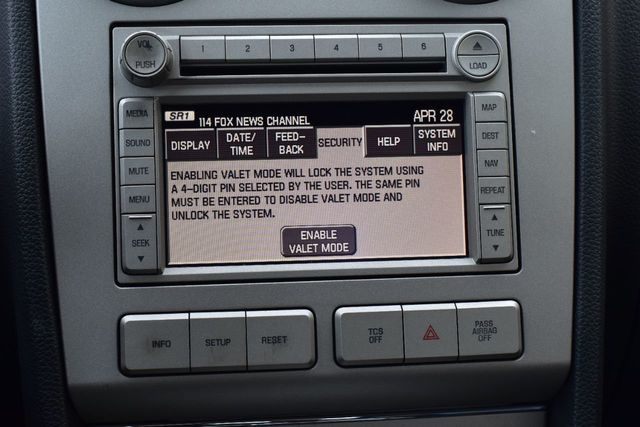 VOL
PUSH
1 2 3 4 5 6
LOAD
MEDIA
SOUND
MUTE
MENU
SEEK
SR1 114 FOX NEWS CHANNEL APR 28
DISPLAY
DATE/
TIME
FEED-
BACK
SECURITY
HELP
SYSTEM
INFO
ENABLING VALET MODE WILL LOCK THE SYSTEM USING
A 4-DIGIT PIN SELECTED BY THE USER. THE SAME PIN
MUST BE ENTERED TO DISABLE VALET MODE AND
UNLOCK THE SYSTEM.
ENABLE
VALET MODE
MAP
DEST
NAV
REPEAT
TUNE
INFO
SETUP
RESET
TCS
OFF
PASS
AIRBAG
OFF